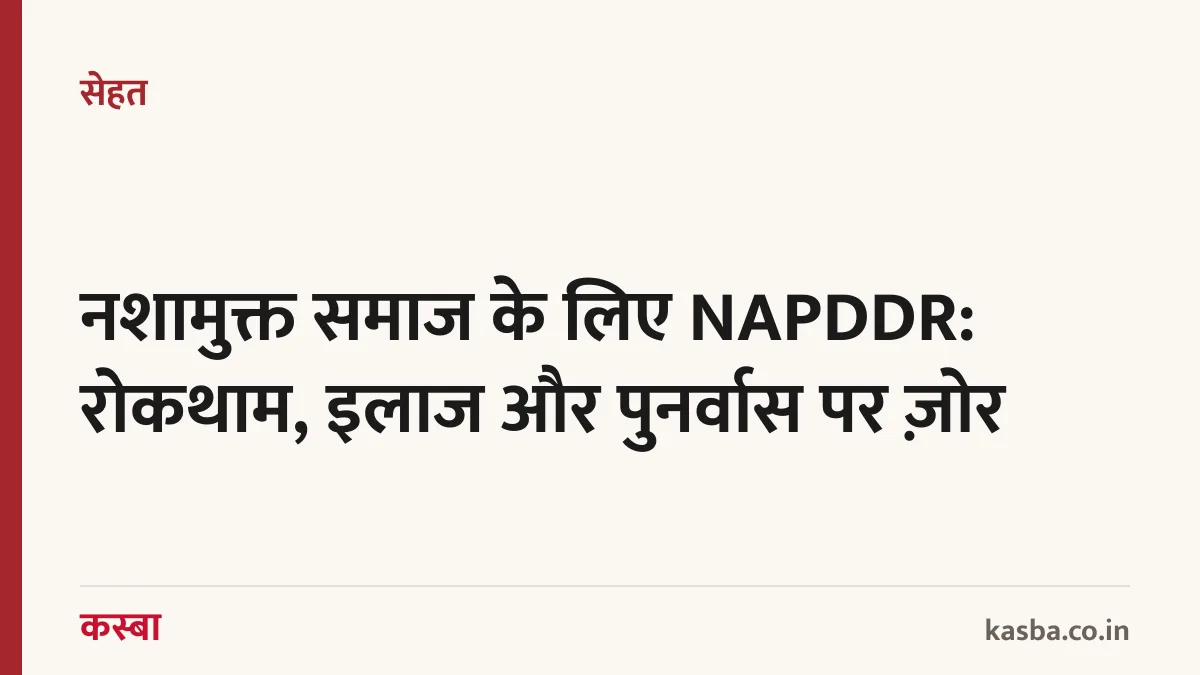 सेहत
नशामुक्त समाज के लिए NAPDDR:
रोकथाम, इलाज और पुनर्वास पर ज़ोर
कस्बा
kasba.co.in